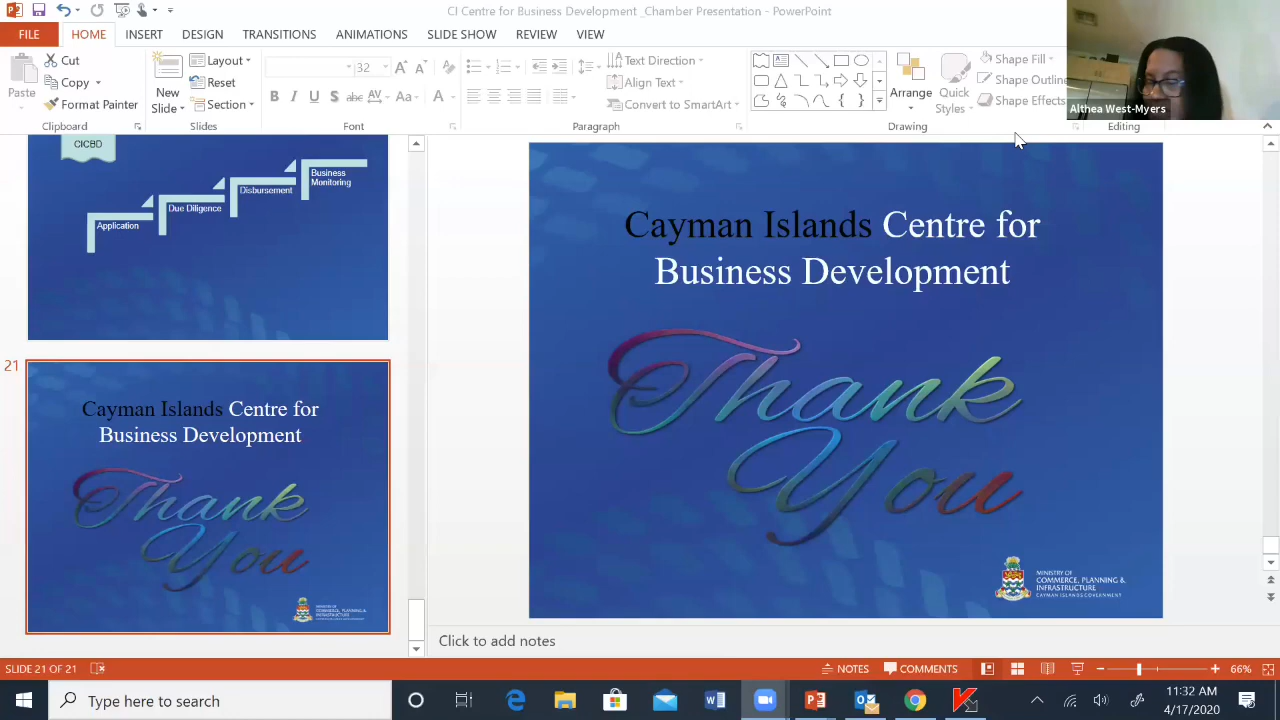 CI Centre for Business Development _Chamber Presentation - PowerPoint
FILE HOME INSERT DESIGN TRANSITIONS ANIMATIONS SLIDE SHOW REVIEW VIEW
Paste
Cut
Copy
Format Painter
Clipboard
New
Slide
Layout
Reset
Section
Slides
32
B I U S abc AV Aa A
Font
Text Direction
Align Text
Convert to SmartArt
Paragraph
Arrange
Quick
Styles
Shape Fill
Shape Outline
Shape Effects
Drawing
Editing
Althea West-Myers
CICBD
Application
Due Diligence
Disbursement
Business
Monitoring
21
Cayman Islands Centre for
Business Development
Thank
You
Cayman Islands Centre for
Business Development
Thank
You
MINISTRY OF
COMMERCE, PLANNING &
INFRASTRUCTURE
CAYMAN ISLANDS GOVERNMENT
Click to add notes
SLIDE 21 OF 21
NOTES
COMMENTS
66%
Type here to search
11:32 AM
4/17/2020